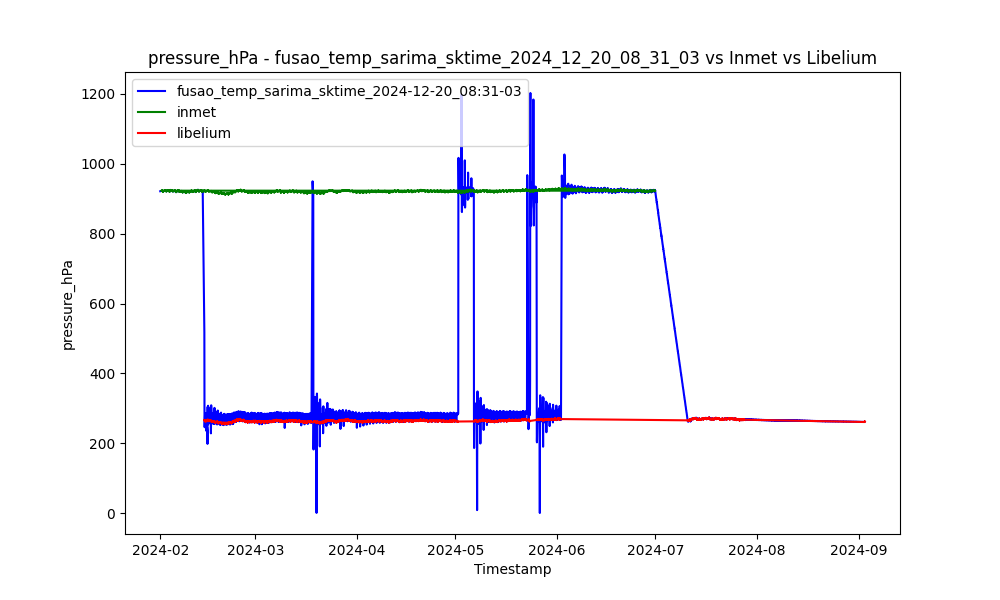 pressure_hPa - fusao_temp_sarima_sktime_2024_12_20_08_31_03 vs Inmet vs Libelium
fusao_temp_sarima_sktime_2024-12-20_08:31-03
inmet
libelium
1200
1000
800
600
400
200
0
pressure_hPa
2024-02 2024-03 2024-04 2024-05 2024-06 2024-07 2024-08 2024-09
Timestamp